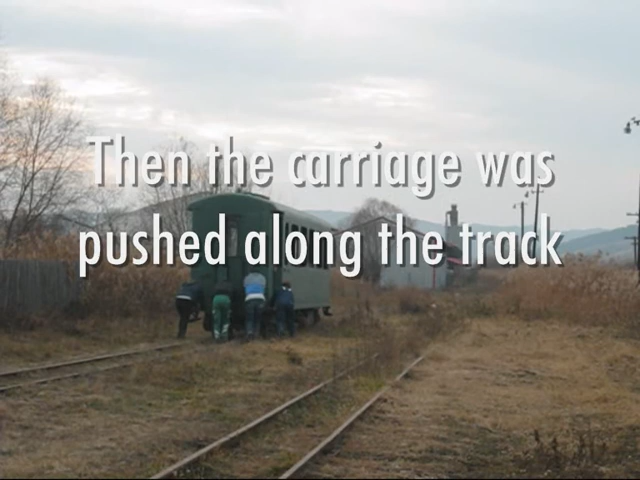 Then the carriage was
pushed along the track